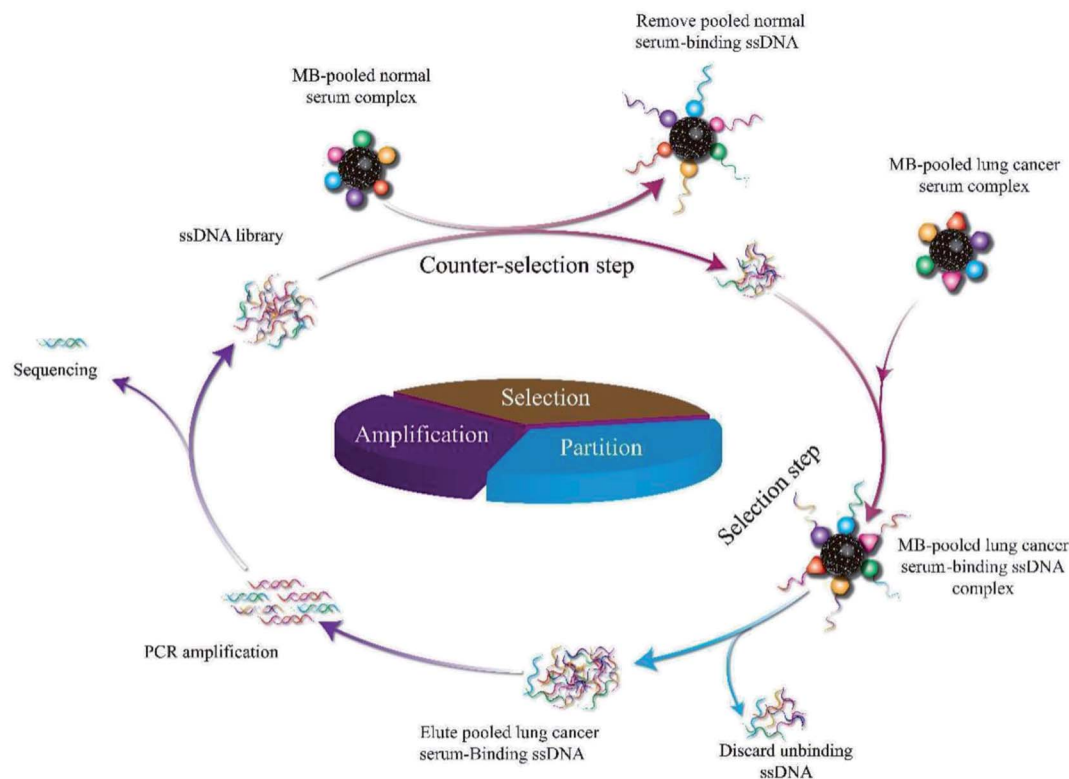 Remove pooled normal
serum-binding ssDNA
MB-pooled normal
serum complex
MB-pooled lung cancer
serum complex
ssDNA library
Counter-selection step
Sequencing
Selection
Amplification
Partition
Selection step
MB-pooled lung cancer
serum-binding ssDNA
complex
PCR amplification
Elute pooled lung cancer
serum-Binding ssDNA
Discard unbinding
ssDNA